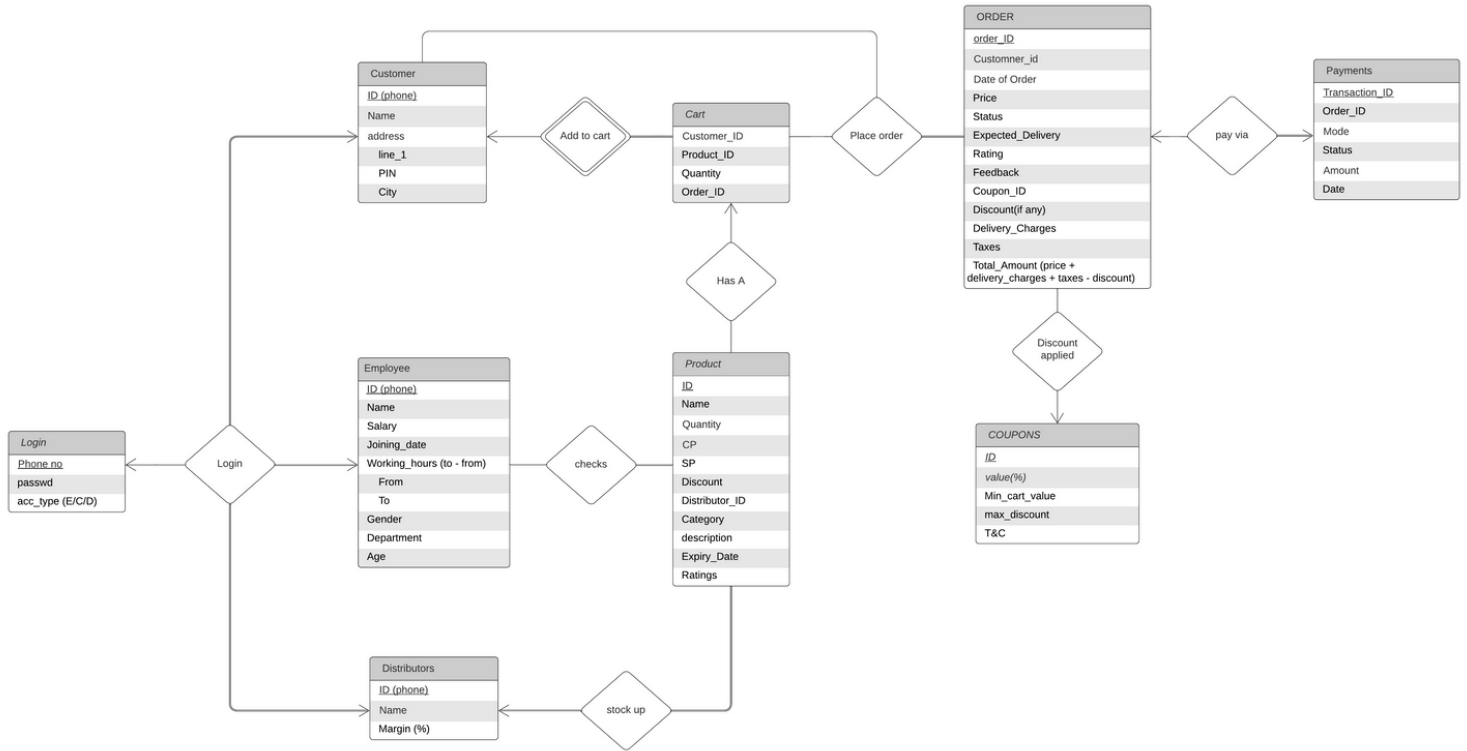 Customer
ID (phone)
Name
address
line_1
PIN
City
Add to cart
Cart
Customer_ID
Product_ID
Quantity
Order_ID
Place order
ORDER
order_ID
Customner_id
Date of Order
Price
Status
Expected_Delivery
Rating
Feedback
Coupon_ID
Discount(if any)
Delivery_Charges
Taxes
Total_Amount (price +
delivery_charges + taxes - discount)
pay via
Payments
Transaction_ID
Order_ID
Mode
Status
Amount
Date
Has A
Discount
applied
Login
Phone no
passwd
acc_type (E/C/D)
Login
Employee
ID (phone)
Name
Salary
Joining_date
Working_hours (to - from)
From
To
Gender
Department
Age
checks
Product
ID
Name
Quantity
CP
SP
Discount
Distributor_ID
Category
description
Expiry_Date
Ratings
COUPONS
ID
value(%)
Min_cart_value
max_discount
T&C
Distributors
ID (phone)
Name
Margin (%)
stock up